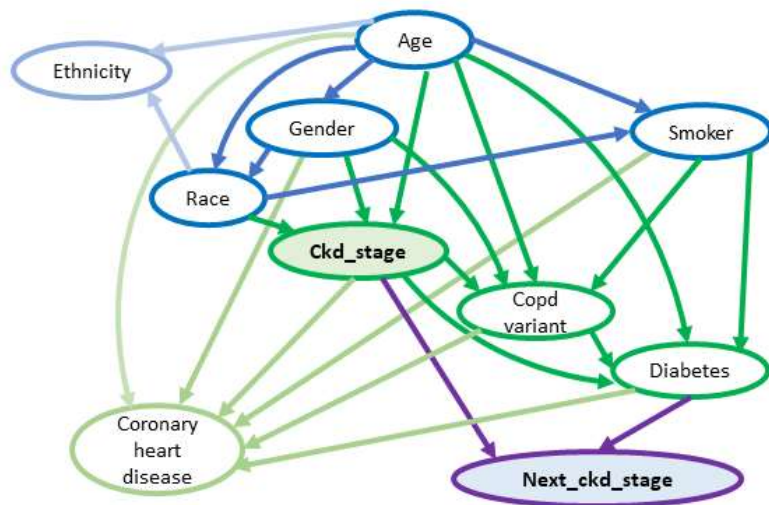 Age
Ethnicity
Gender
Smoker
Race
Ckd_stage
Copd
variant
Diabetes
Coronary
heart
disease
Next_ckd_stage